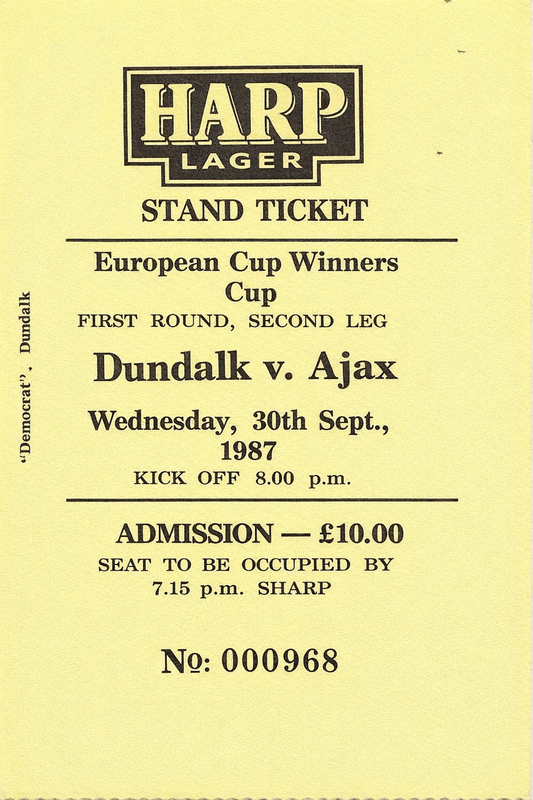 HARP
LAGER
STAND TICKET
European Cup Winners
Cup
FIRST ROUND, SECOND LEG
Dundalk v. Ajax
Wednesday, 30th Sept.,
1987
KICK OFF 8.00 p.m.
ADMISSION — £10.00
SEAT TO BE OCCUPIED BY
7.15 p.m. SHARP
No: 000968
"Democrat", Dundalk